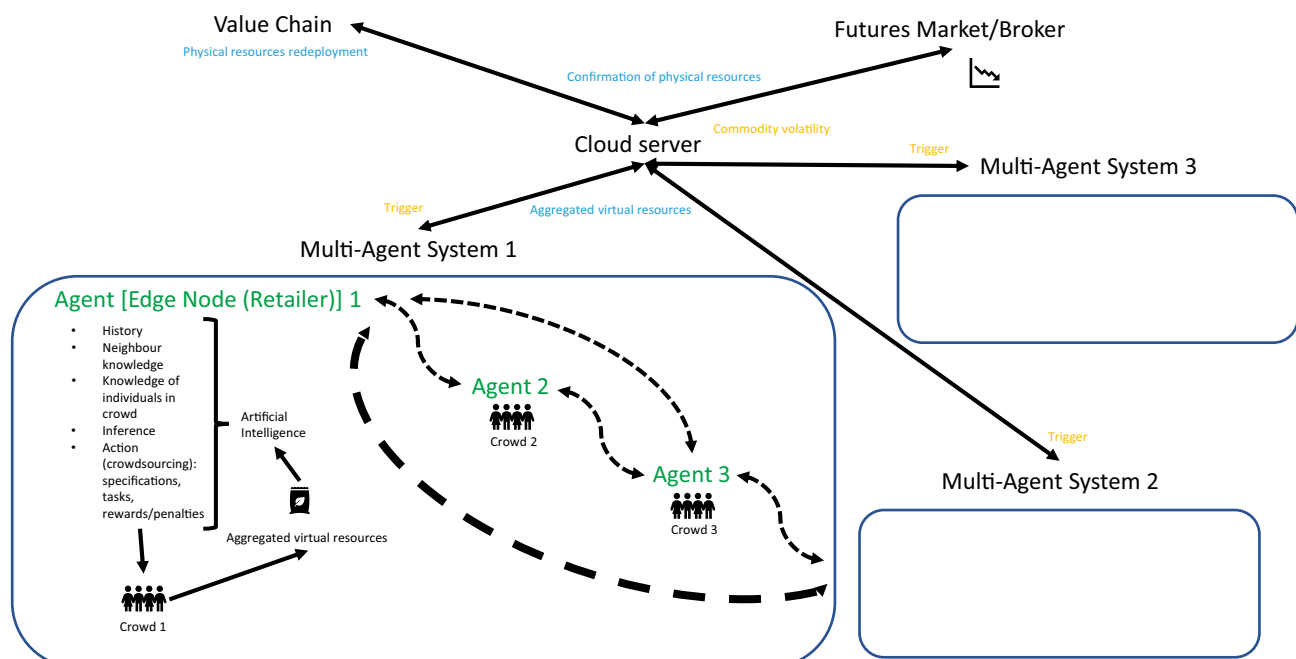 Value Chain
Physical resources redeployment
Futures Market/Broker
Confirmation of physical resources
Commodity volatility
Cloud server
Trigger
Multi-Agent System 3
Trigger
Aggregated virtual resources
Multi-Agent System 1
Agent [Edge Node (Retailer)] 1
• History
• Neighbour
knowledge
• Knowledge of
individuals in
crowd
• Inference
• Action
(crowdsourcing):
specifications,
tasks,
rewards/penalties
Artificial
Intelligence
Aggregated virtual resources
Crowd 1
Agent 2
Crowd 2
Agent 3
Crowd 3
Trigger
Multi-Agent System 2